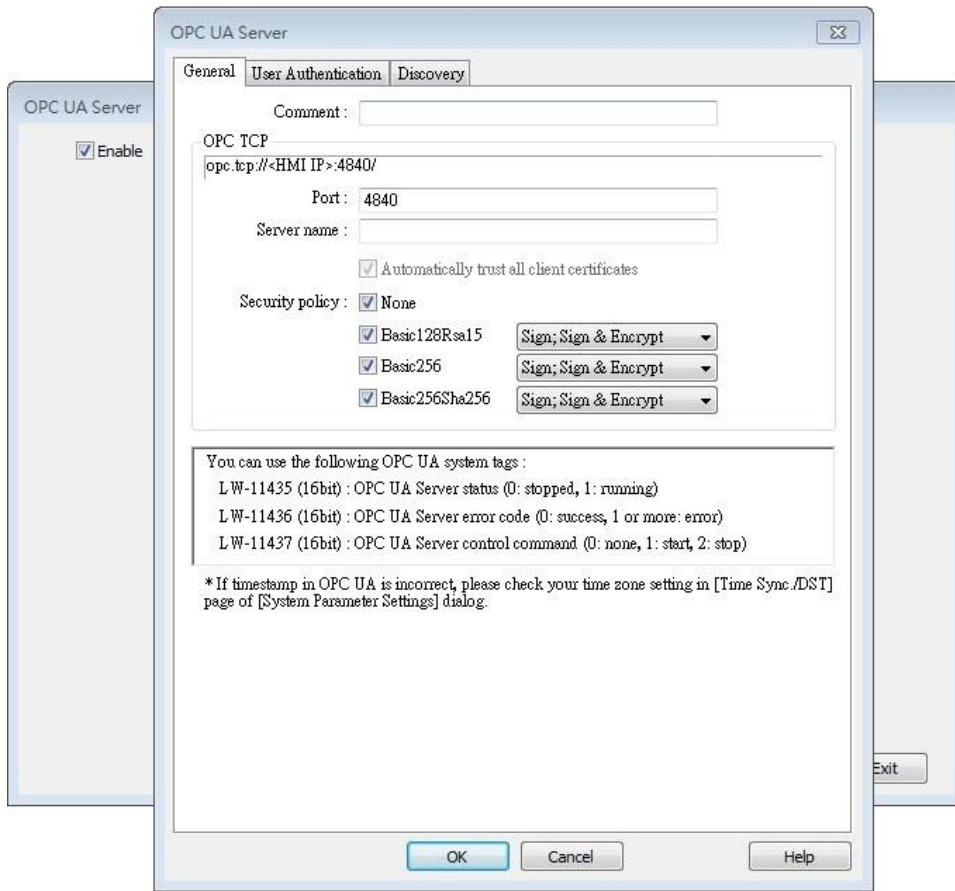 OPC UA Server
General User Authentication Discovery
OPC UA Server
Enable
Comment :
OPC TCP
opc.tcp://<HMI IP>:4840/
Port : 4840
Server name :
Automatically trust all client certificates
Security policy : None
Basic128Rsa15 Sign; Sign & Encrypt
Basic256 Sign; Sign & Encrypt
Basic256Sha256 Sign; Sign & Encrypt
You can use the following OPC UA system tags :
LW-11435 (16bit) : OPC UA Server status (0: stopped, 1: running)
LW-11436 (16bit) : OPC UA Server error code (0: success, 1 or more: error)
LW-11437 (16bit) : OPC UA Server control command (0: none, 1: start, 2: stop)
* If timestamp in OPC UA is incorrect, please check your time zone setting in [Time Sync./DST]
page of [System Parameter Settings] dialog.
Exit
OK Cancel Help